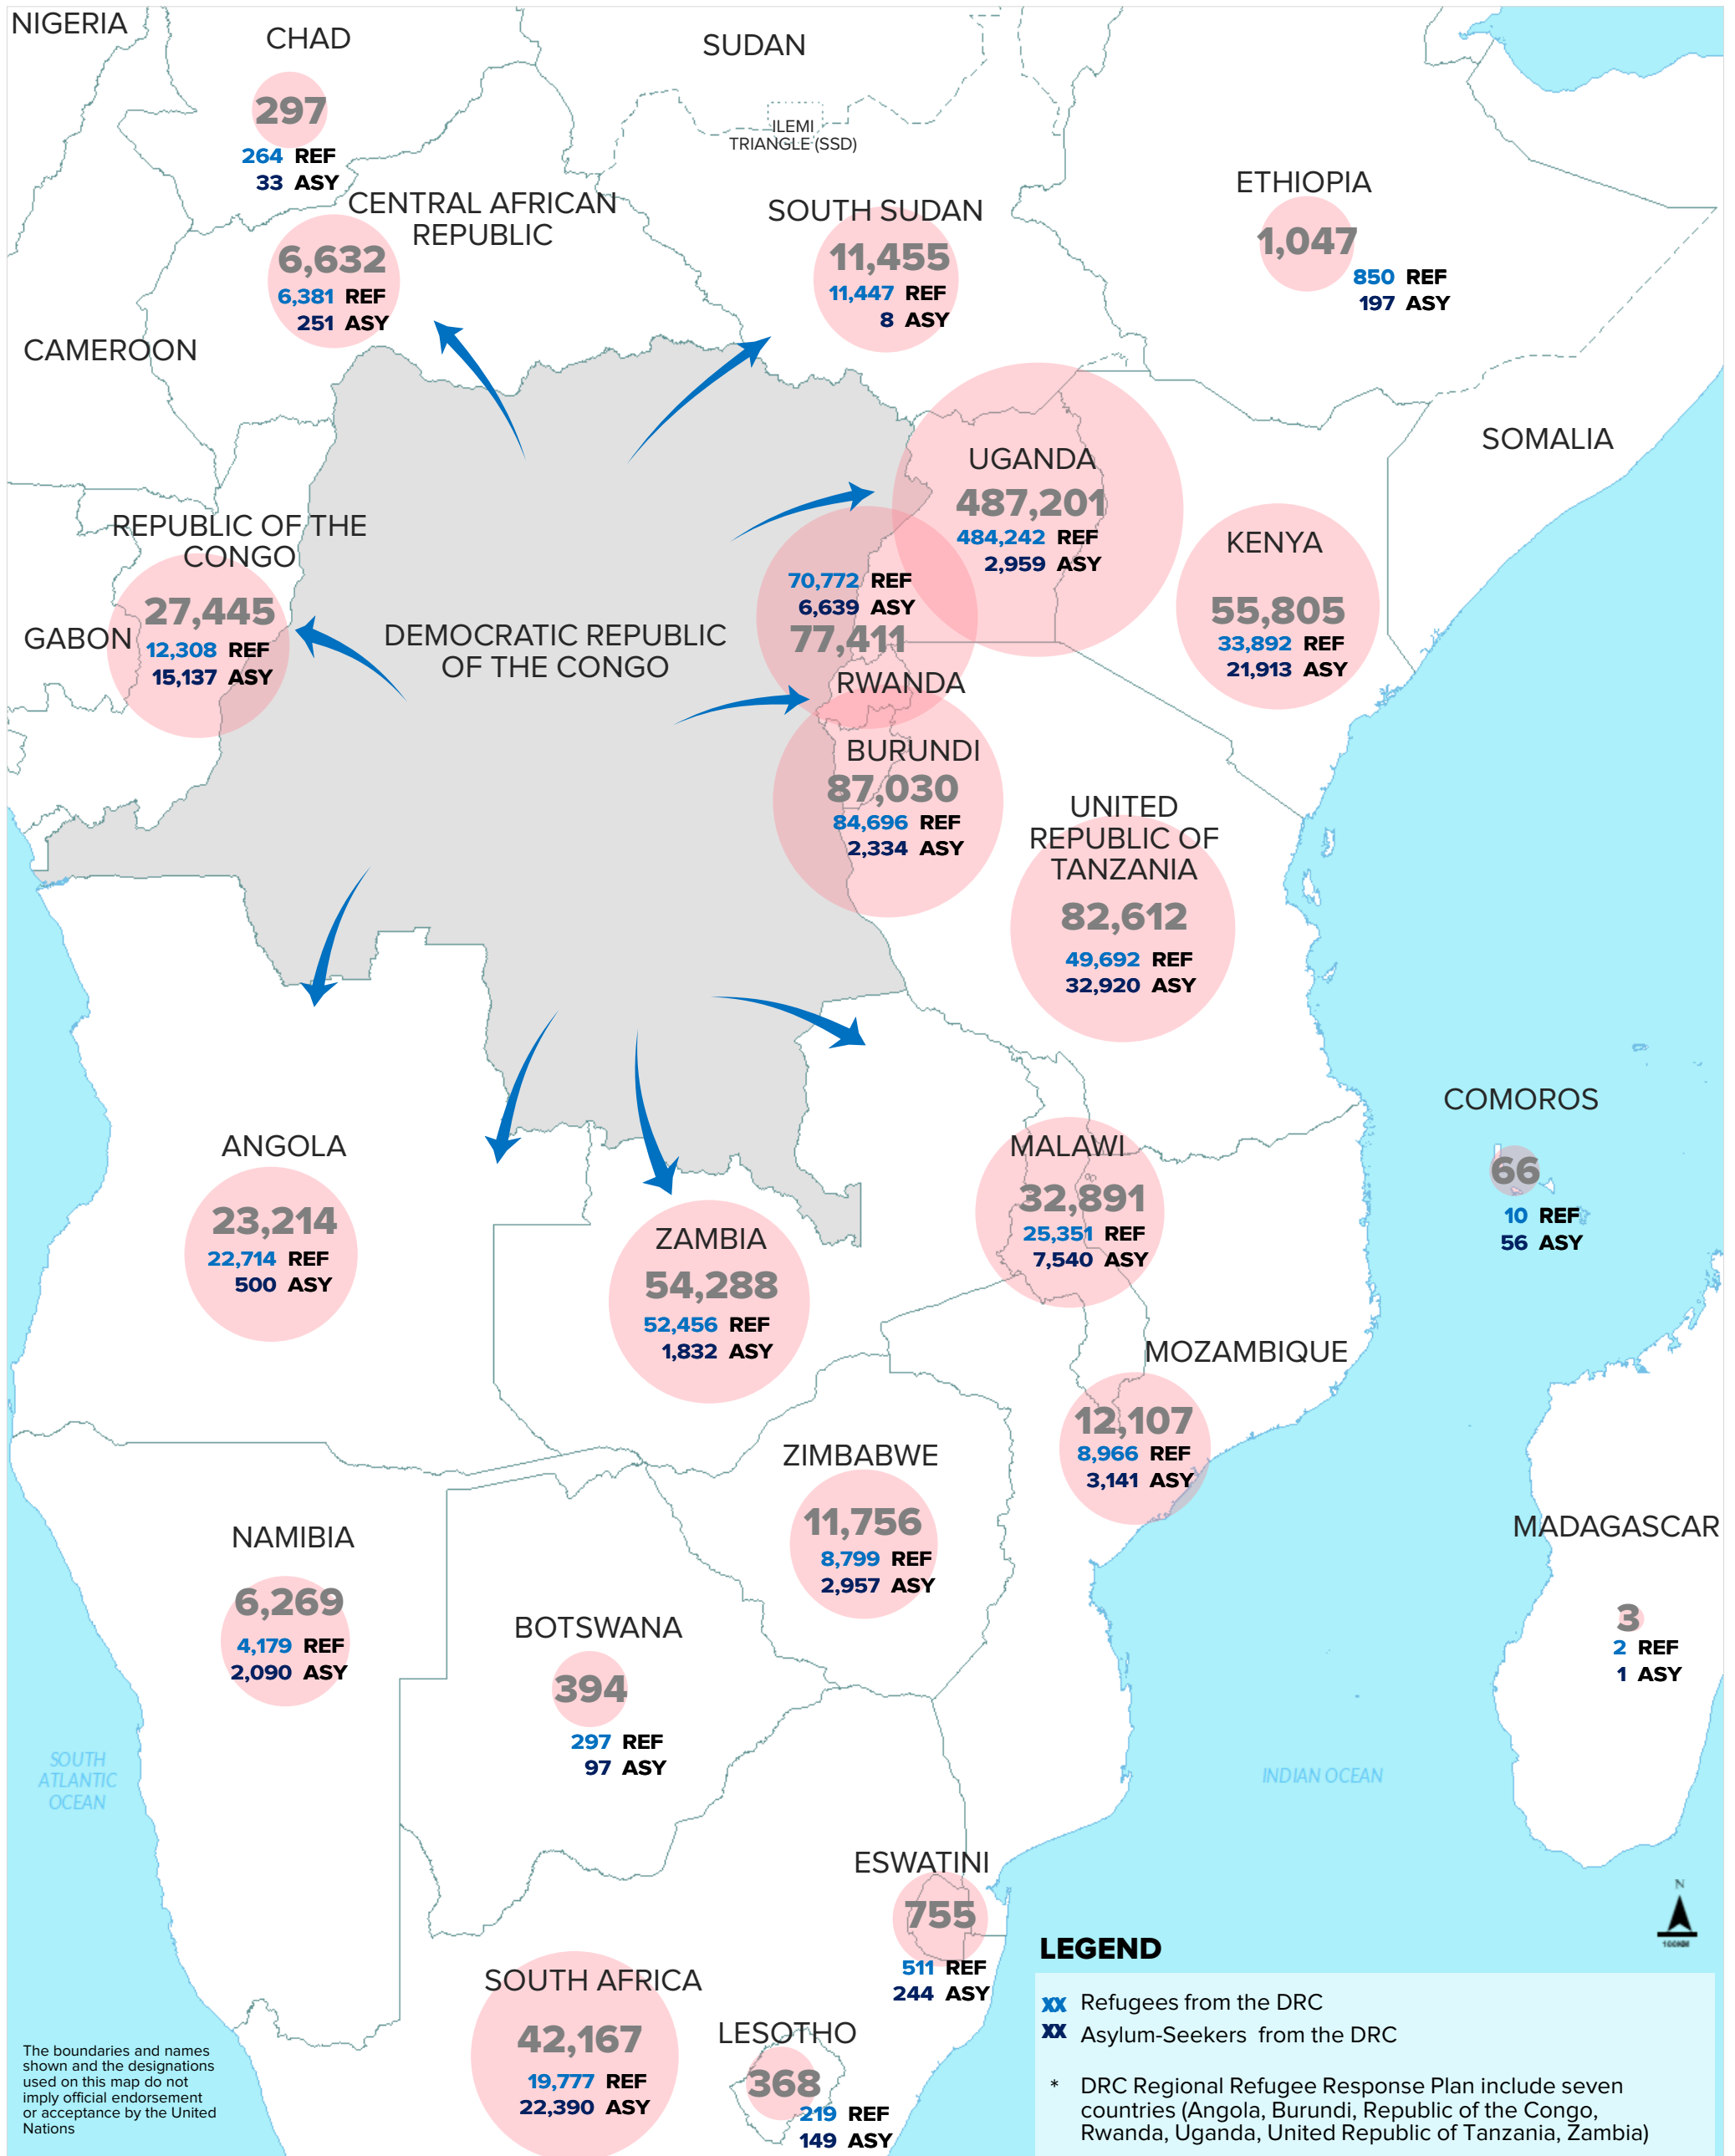 NIGERIA
CHAD
297
264 REF
33 ASY
SUDAN
ILEMI
TRIANGLE (SSD)
CENTRAL AFRICAN
REPUBLIC
6,632
6,381 REF
251 ASY
SOUTH SUDAN
11,455
11,447 REF
8 ASY
ETHIOPIA
1,047
850 REF
197 ASY
CAMEROON
SOMALIA
UGANDA
487,201
484,242 REF
2,959 ASY
KENYA
55,805
33,892 REF
21,913 ASY
REPUBLIC OF THE
CONGO
27,445
12,308 REF
15,137 ASY
GABON
DEMOCRATIC REPUBLIC
OF THE CONGO
70,772 REF
6,639 ASY
77,411
RWANDA
BURUNDI
87,030
84,696 REF
2,334 ASY
UNITED
REPUBLIC OF
TANZANIA
82,612
49,692 REF
32,920 ASY
COMOROS
66
10 REF
56 ASY
ANGOLA
23,214
22,714 REF
500 ASY
ZAMBIA
54,288
52,456 REF
1,832 ASY
MALAWI
32,891
25,351 REF
7,540 ASY
MOZAMBIQUE
12,107
8,966 REF
3,141 ASY
ZIMBABWE
11,756
8,799 REF
2,957 ASY
NAMIBIA
6,269
4,179 REF
2,090 ASY
BOTSWANA
394
297 REF
97 ASY
MADAGASCAR
3
2 REF
1 ASY
SOUTH
ATLANTIC
OCEAN
INDIAN OCEAN
ESWATINI
755
511 REF
244 ASY
SOUTH AFRICA
42,167
19,777 REF
22,390 ASY
LESOTHO
368
219 REF
149 ASY
N
100KM
LEGEND
xx Refugees from the DRC
xx Asylum-Seekers from the DRC
* DRC Regional Refugee Response Plan include seven
countries (Angola, Burundi, Republic of the Congo,
Rwanda, Uganda, United Republic of Tanzania, Zambia)
The boundaries and names
shown and the designations
used on this map do not
imply official endorsement
or acceptance by the United
Nations